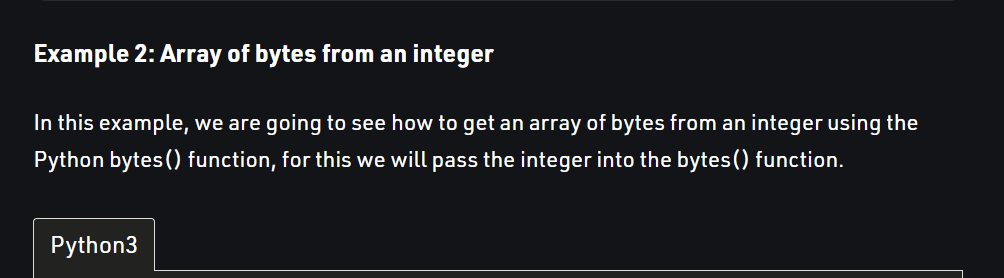 Example 2: Array of bytes from an integer
In this example, we are going to see how to get an array of bytes from an integer using the
Python bytes() function, for this we will pass the integer into the bytes() function.
Python3